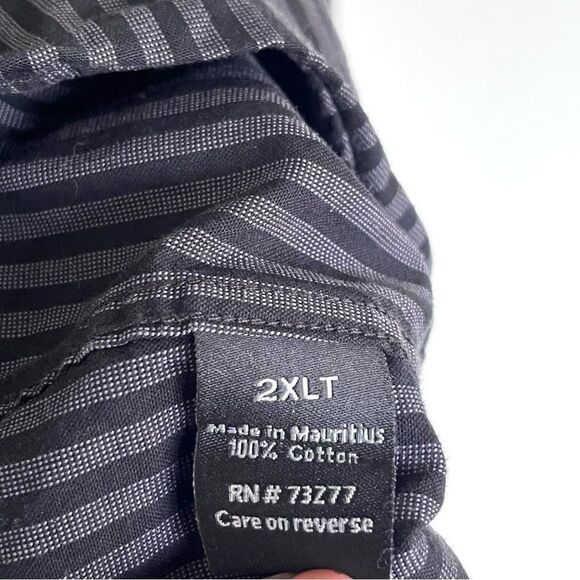 2XLT
Made in Mauritius
100% Cotton
RN# 73277
Care on reverse